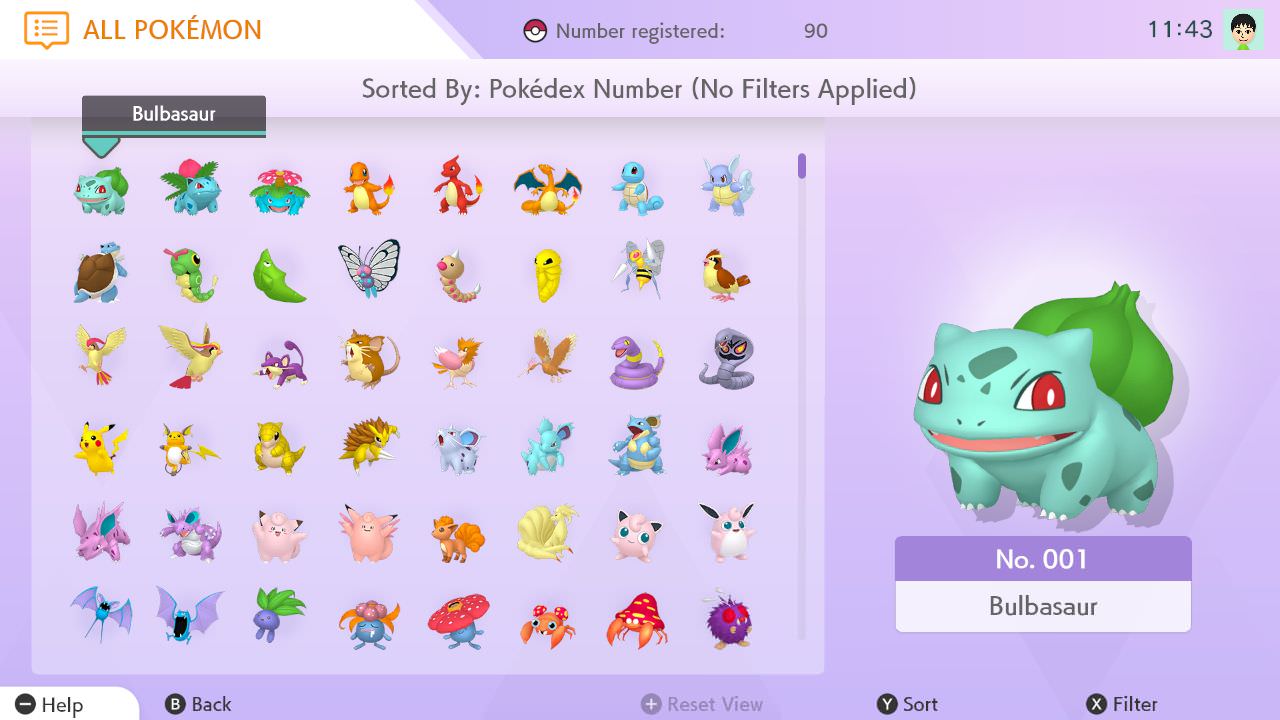 ALL POKÉMON
Number registered: 90
11:43
Sorted By: Pokédex Number (No Filters Applied)
Bulbasaur
No. 001
Bulbasaur
Help
B Back
Reset View
Y Sort
X Filter